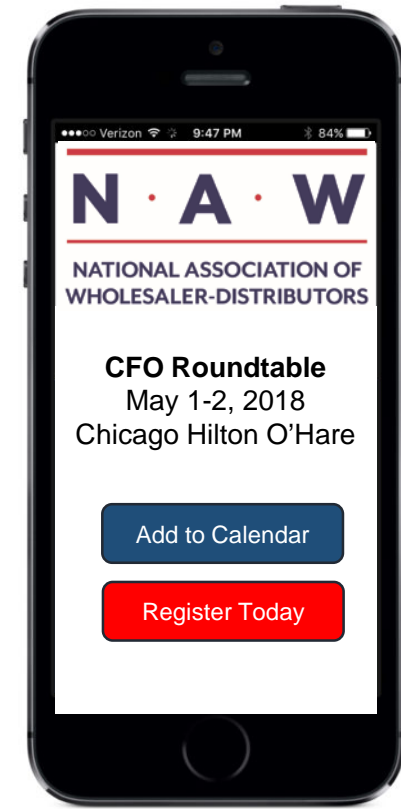 Verizon 9:47 PM 84%
N · A · W
NATIONAL ASSOCIATION OF
WHOLESALER-DISTRIBUTORS
CFO Roundtable
May 1-2, 2018
Chicago Hilton O’Hare
Add to Calendar
Register Today